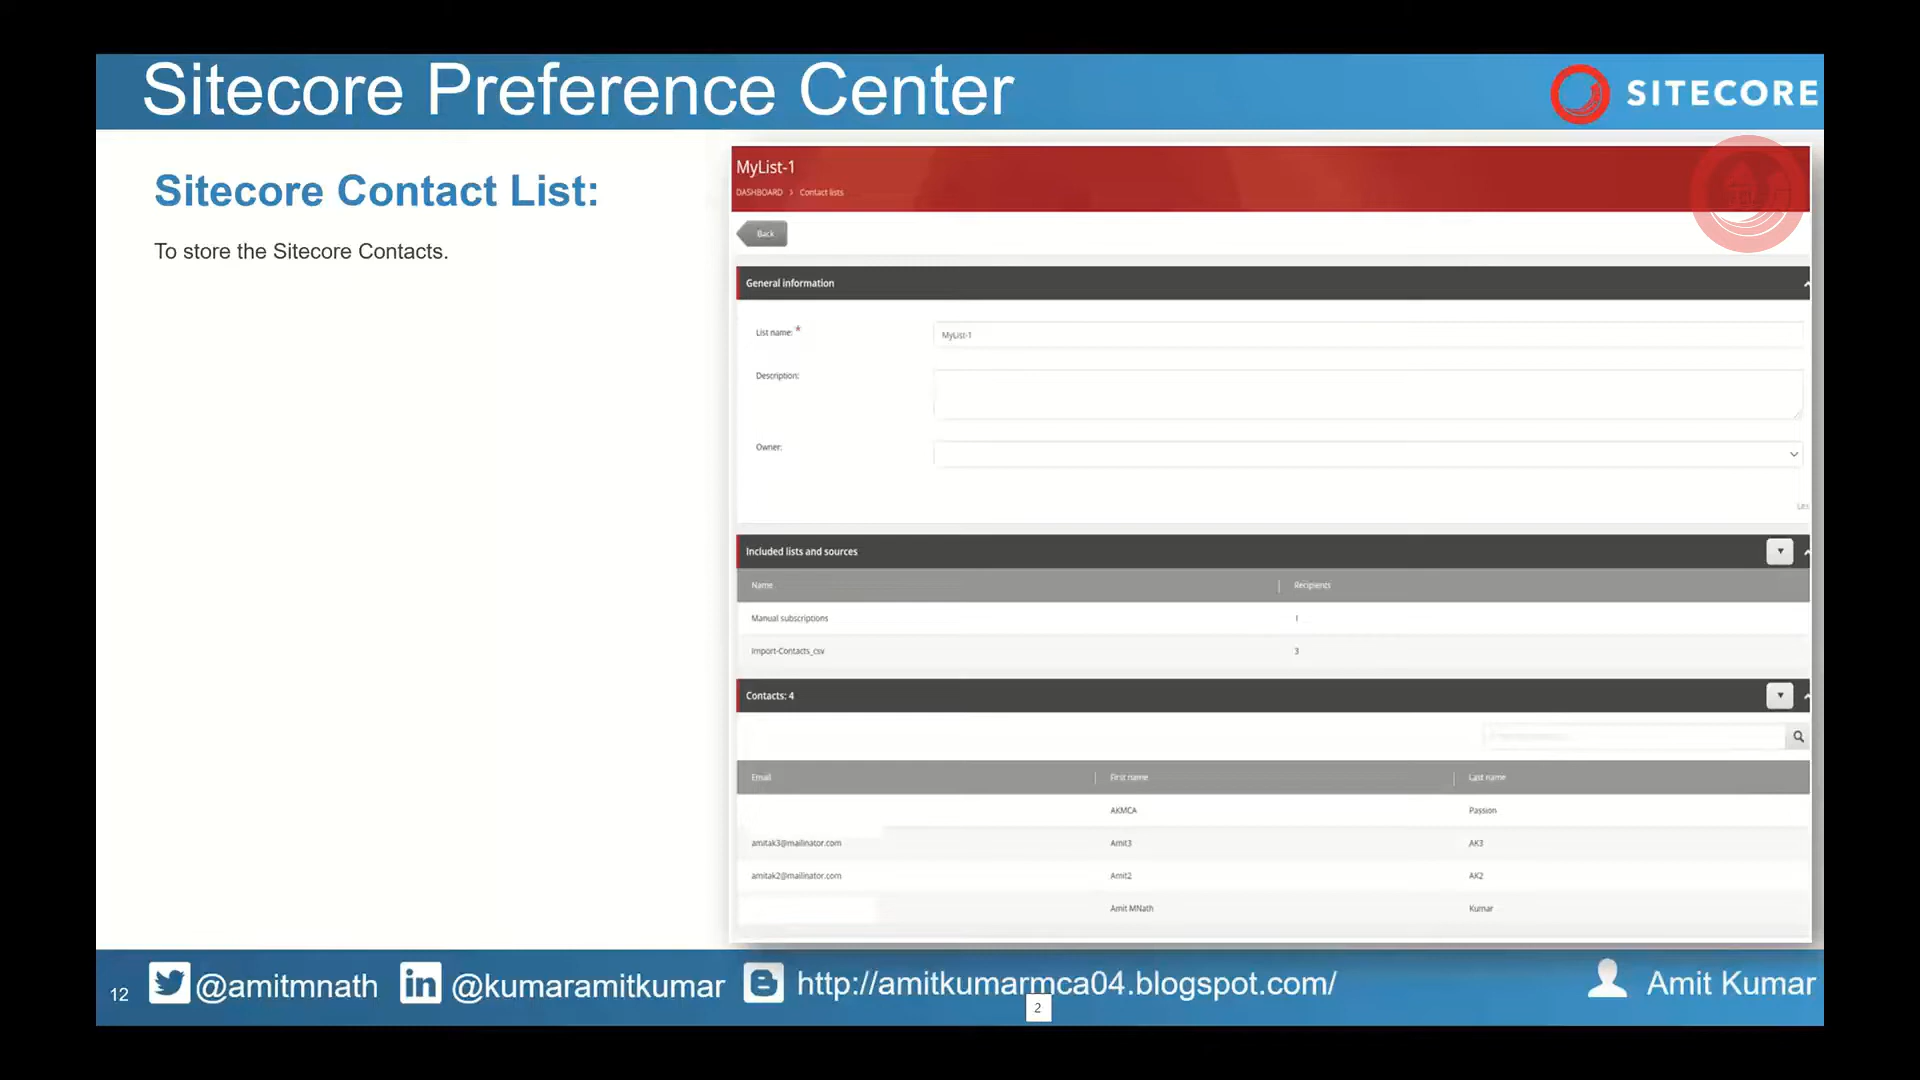 Sitecore Preference Center
SITECORE
Sitecore Contact List:
To store the Sitecore Contacts.
MyList-1
DASHBOARD > Contact lists
Back
General information
List name: *
MyList-1
Description:
Owner:
Included lists and sources
Name
Recipients
Manual subscriptions
1
Import-Contacts_csv
3
Contacts: 4
Email
First name
Last name
AKMCA
Passion
amitak3@mailinator.com
Amit3
AK3
amitak2@mailinator.com
Amit2
AK2
Amit MNath
Kumar
12
@amitmnath
in @kumaramitkumar
http://amitkumarmca04.blogspot.com/
Amit Kumar
2